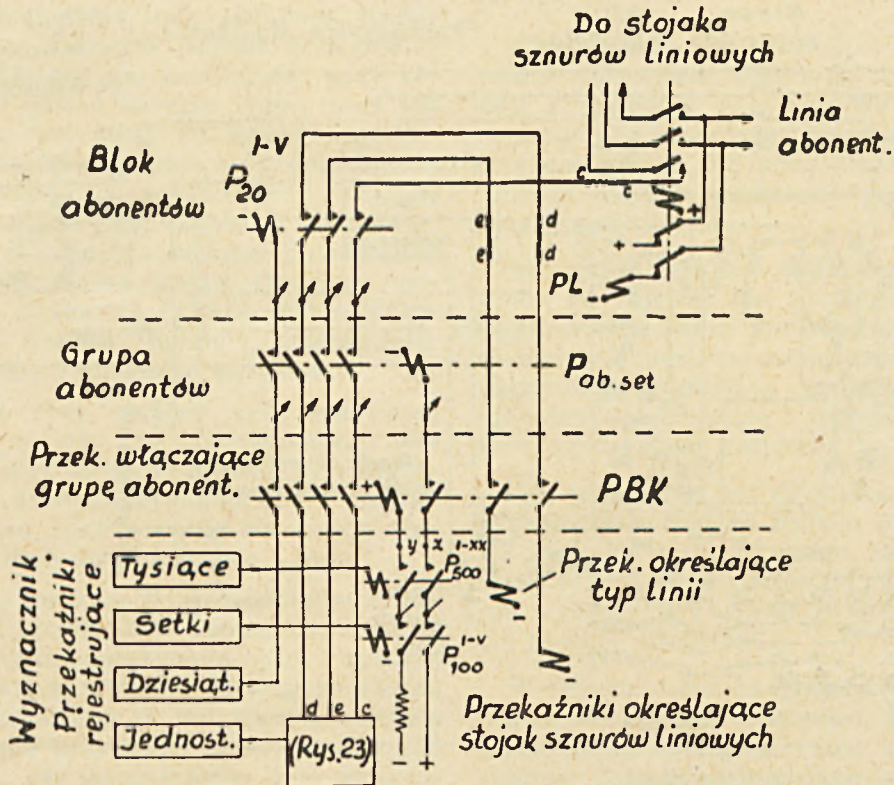 Do stojaka
sznurów liniowych
Linia
abonent.
Blok
abonentów
I-V
P20
-
c
c
+
+
e
d
e
d
PL
-
Grupa
abonentów
-
Pab.set
Przek. włączające
grupę abonent.
+
PBK
Wyznacznik
Przekaźniki
rejestrujące
Tysiące
Setki
Dziesiąt.
Jednost.
y
x
I-XX
P500
-
I-V
P100
-
d
e
c
(Rys.23)
-
+
Przek. określające
typ linii
-
-
Przekaźniki określające
stojak sznurów liniowych